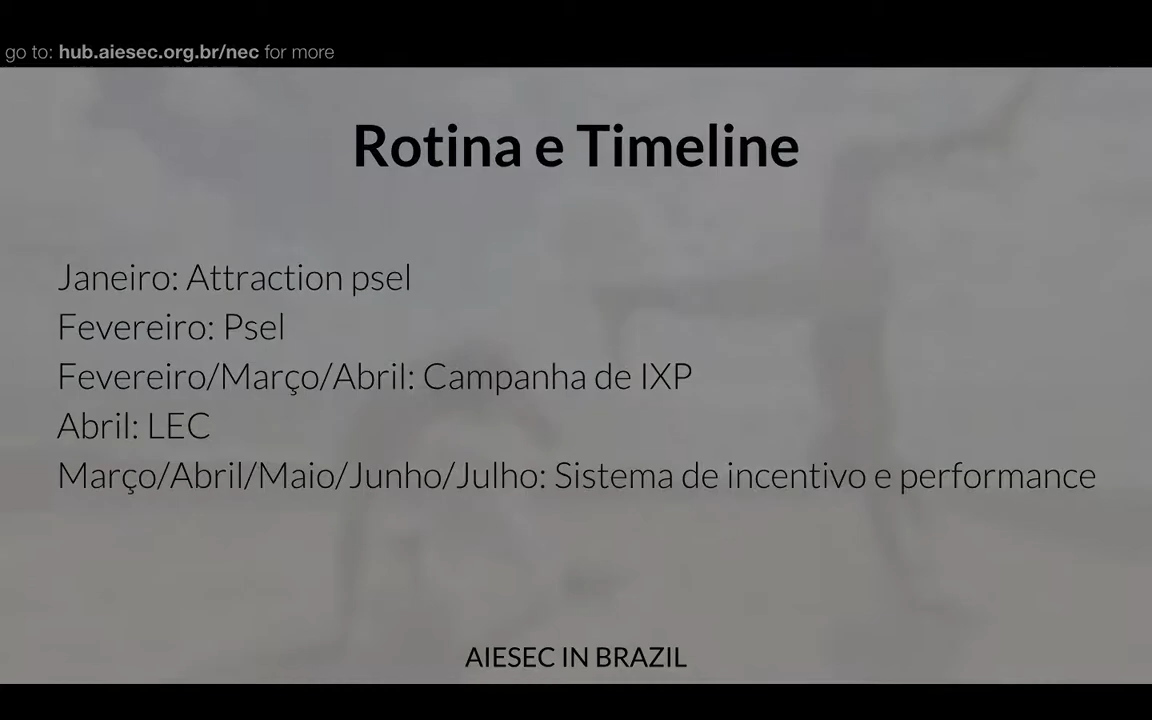 go to: hub.aiesec.org.br/nec for more
Rotina e Timeline
Janeiro: Attraction psel
Fevereiro: Psel
Fevereiro/Março/Abril: Campanha de IXP
Abril: LEC
Março/Abril/Maio/Junho/Julho: Sistema de incentivo e performance
AIESEC IN BRAZIL